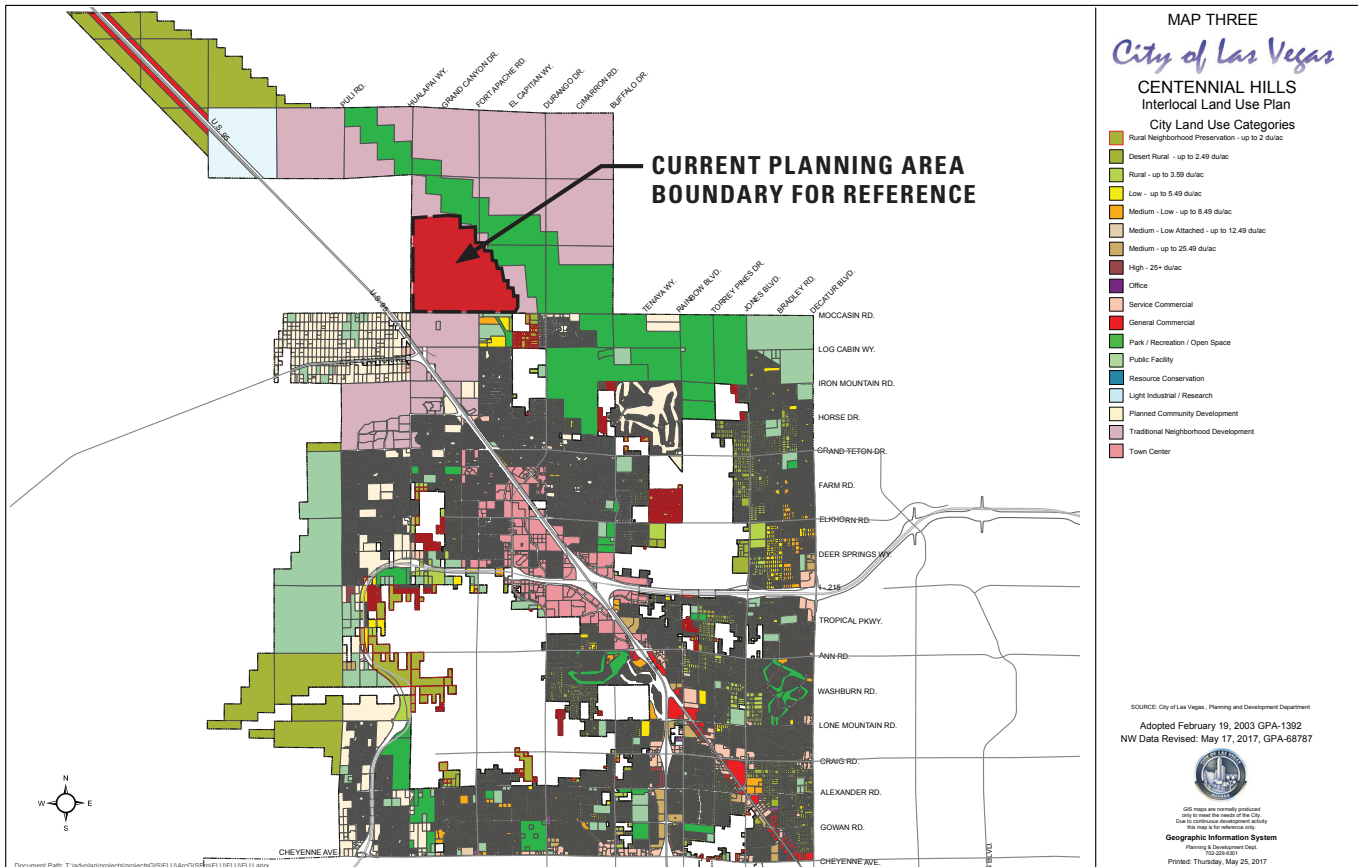 MAP THREE
City of Las Vegas
CENTENNIAL HILLS
Interlocal Land Use Plan
City Land Use Categories
Rural Neighborhood Preservation - up to 2 du/ac
Desert Rural - up to 2.49 du/ac
Rural - up to 3.59 du/ac
Low - up to 5.49 du/ac
Medium - Low - up to 8.49 du/ac
Medium - Low Attached - up to 12.49 du/ac
Medium - up to 25.49 du/ac
High - 25+ du/ac
Office
Service Commercial
General Commercial
Park / Recreation / Open Space
Public Facility
Resource Conservation
Light Industrial / Research
Planned Community Development
Traditional Neighborhood Development
Town Center
PULI RD.
HUALAPAI WY.
GRAND CANYON DR.
FORT APACHE RD.
EL CAPITAN WY.
DURANGO DR.
CIMARRON RD.
BUFFALO DR.
U.S. 95
CURRENT PLANNING AREA
BOUNDARY FOR REFERENCE
U.S. 95
TENAYA WY.
RAINBOW BLVD.
TORREY PINES DR.
JONES BLVD.
BRADLEY RD.
DECATUR BLVD.
MOCCASIN RD.
LOG CABIN WY.
IRON MOUNTAIN RD.
HORSE DR.
GRAND TETON DR.
FARM RD.
ELKHORN RD.
DEER SPRINGS WY.
I - 215
TROPICAL PKWY.
ANN RD.
WASHBURN RD.
LONE MOUNTAIN RD.
CRAIG RD.
ALEXANDER RD.
GOWAN RD.
CHEYENNE AVE.
CHEYENNE AVE.
BLVD.
N
W
E
S
SOURCE: City of Las Vegas , Planning and Development Department
Adopted February 19, 2003 GPA-1392
NW Data Revised: May 17, 2017, GPA-68787
GIS maps are normally produced
only to meet the needs of the City.
Due to continuous development activity
this map is for reference only.
Geographic Information System
Planning & Development Dept.
702-229-6301
Printed: Thursday, May 25, 2017